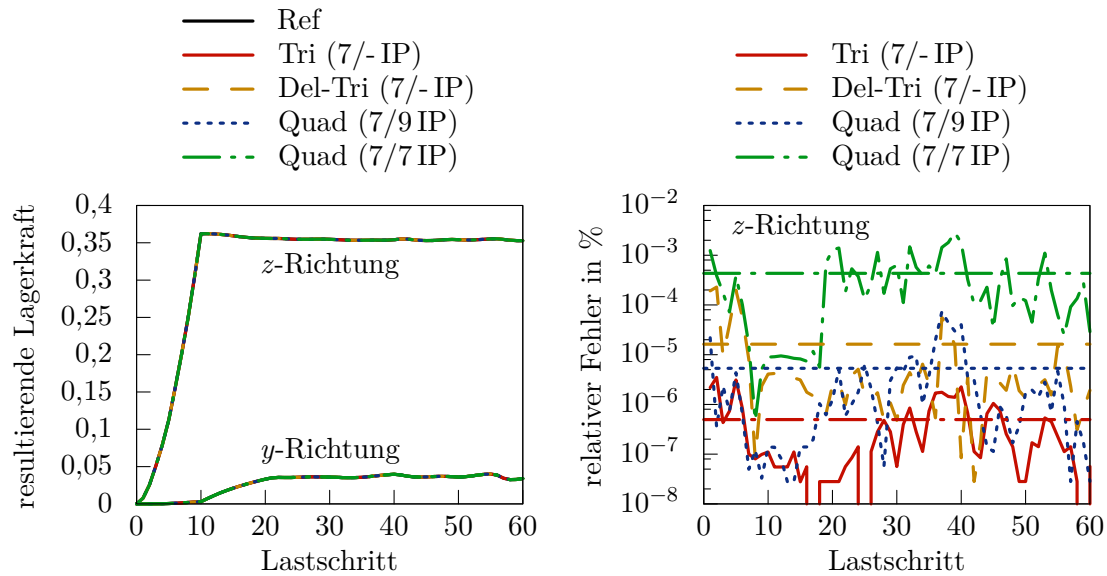 Ref
Tri (7/- IP)
Del-Tri (7/- IP)
Quad (7/9 IP)
Quad (7/7 IP)
resultierende Lagerkraft
0,4
0,35
0,3
0,25
0,2
0,15
0,1
0,05
0
z-Richtung
y-Richtung
0 10 20 30 40 50 60
Lastschritt
Tri (7/- IP)
Del-Tri (7/- IP)
Quad (7/9 IP)
Quad (7/7 IP)
relativer Fehler in %
10⁻²
10⁻³
10⁻⁴
10⁻⁵
10⁻⁶
10⁻⁷
10⁻⁸
z-Richtung
0 10 20 30 40 50 60
Lastschritt